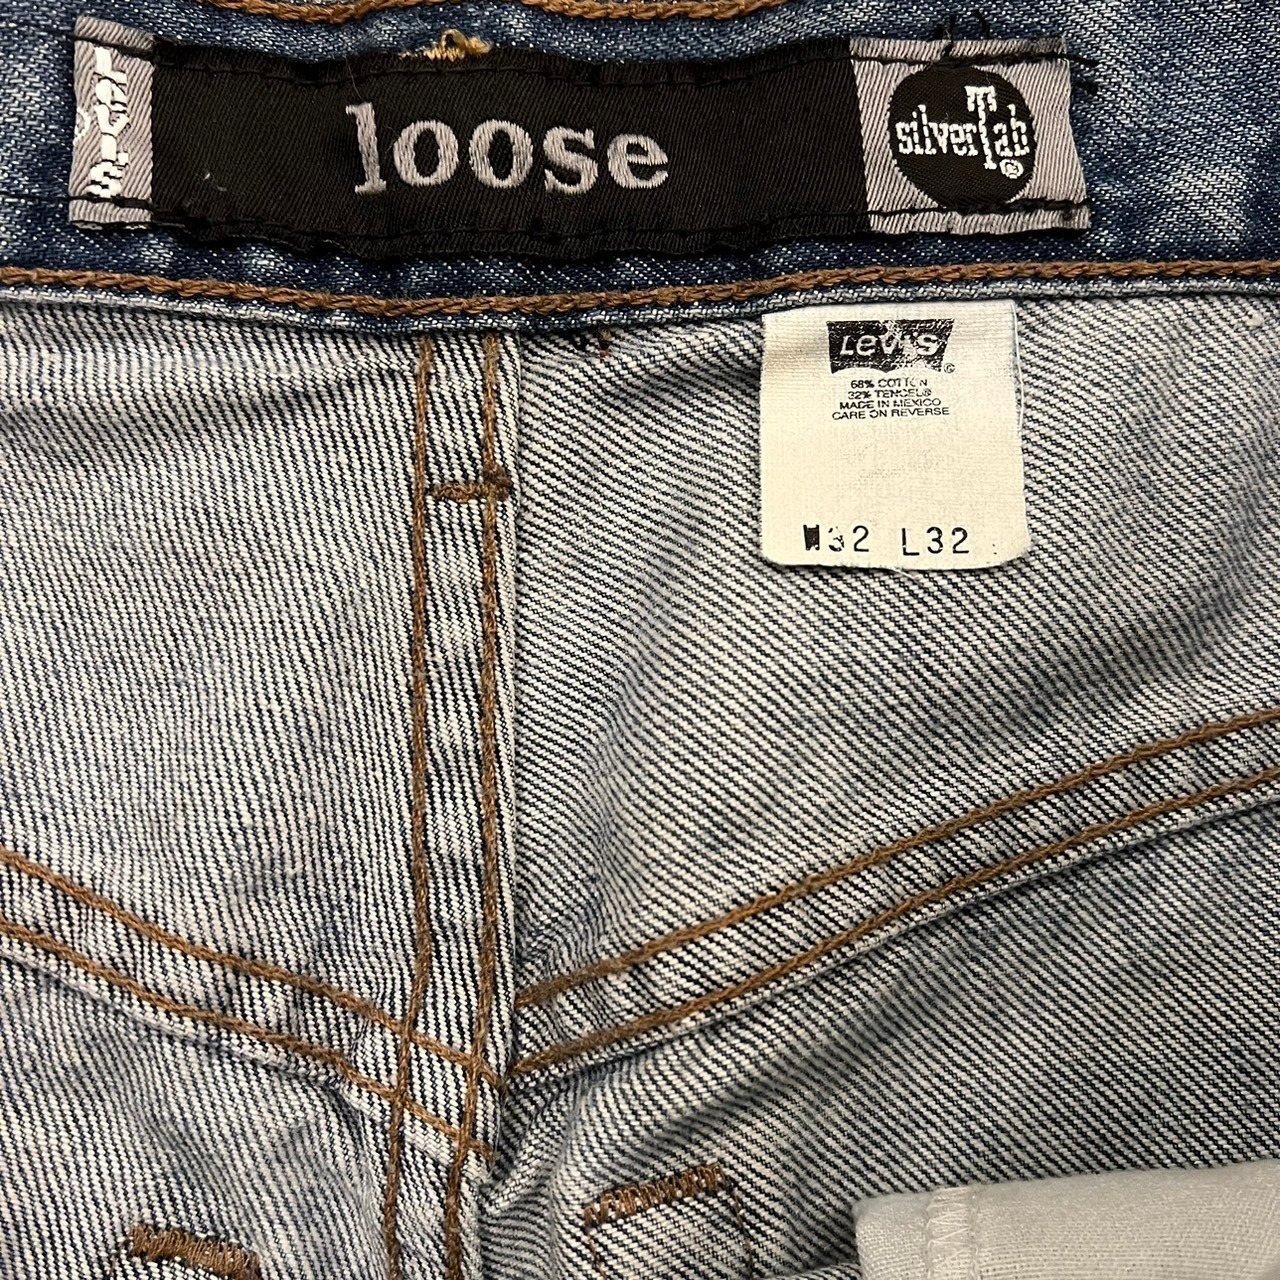 LEVI'S
loose
silverTab®
Levi's®
68% COTTON
32% TENCEL®
MADE IN MEXICO
CARE ON REVERSE
W32 L32